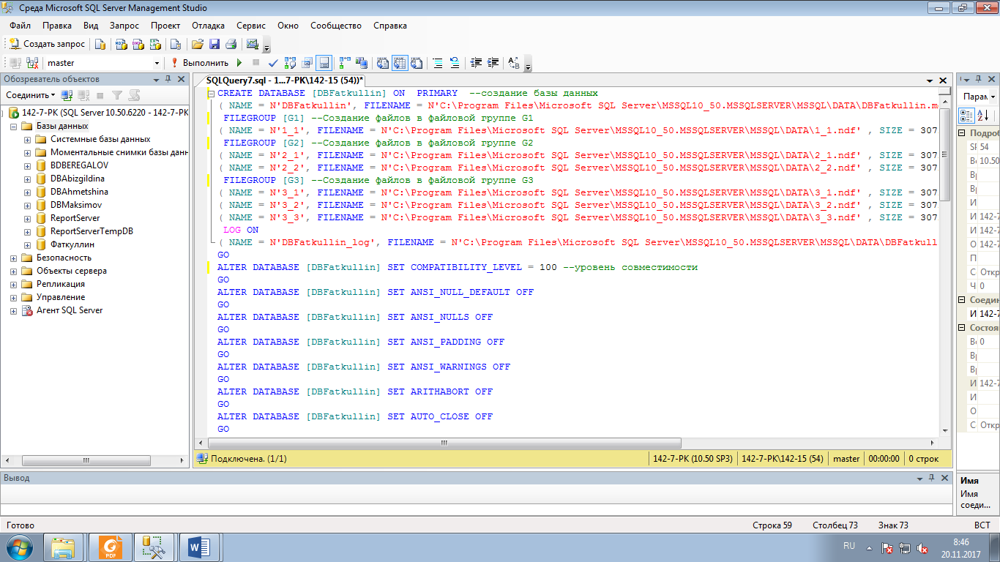 Среда Microsoft SQL Server Management Studio
Файл Правка Вид Запрос Проект Отладка Сервис Окно Сообщество Справка
Создать запрос
master Выполнить
Обозреватель объектов
Соединить
142-7-PK (SQL Server 10.50.6220 - 142-7-PK
Базы данных
Системные базы данных
Моментальные снимки базы данн
BDBEREGALOV
DBAbizgildina
DBAhmetshina
DBMaksimov
ReportServer
ReportServerTempDB
Фаткуллин
Безопасность
Объекты сервера
Репликация
Управление
Агент SQL Server
SQLQuery7.sql - 1...7-PK\142-15 (54))*
CREATE DATABASE [DBFatkullin] ON  PRIMARY  --создание базы данных
( NAME = N'DBFatkullin', FILENAME = N'C:\Program Files\Microsoft SQL Server\MSSQL10_50.MSSQLSERVER\MSSQL\DATA\DBFatkullin.m
FILEGROUP [G1] --Создание файлов в файловой группе G1
( NAME = N'1_1', FILENAME = N'C:\Program Files\Microsoft SQL Server\MSSQL10_50.MSSQLSERVER\MSSQL\DATA\1_1.ndf' , SIZE = 307
FILEGROUP [G2] --Создание файлов в файловой группе G2
( NAME = N'2_1', FILENAME = N'C:\Program Files\Microsoft SQL Server\MSSQL10_50.MSSQLSERVER\MSSQL\DATA\2_1.ndf' , SIZE = 307
( NAME = N'2_2', FILENAME = N'C:\Program Files\Microsoft SQL Server\MSSQL10_50.MSSQLSERVER\MSSQL\DATA\2_2.ndf' , SIZE = 307
FILEGROUP [G3] --Создание файлов в файловой группе G3
( NAME = N'3_1', FILENAME = N'C:\Program Files\Microsoft SQL Server\MSSQL10_50.MSSQLSERVER\MSSQL\DATA\3_1.ndf' , SIZE = 307
( NAME = N'3_2', FILENAME = N'C:\Program Files\Microsoft SQL Server\MSSQL10_50.MSSQLSERVER\MSSQL\DATA\3_2.ndf' , SIZE = 307
( NAME = N'3_3', FILENAME = N'C:\Program Files\Microsoft SQL Server\MSSQL10_50.MSSQLSERVER\MSSQL\DATA\3_3.ndf' , SIZE = 307
LOG ON
( NAME = N'DBFatkullin_log', FILENAME = N'C:\Program Files\Microsoft SQL Server\MSSQL10_50.MSSQLSERVER\MSSQL\DATA\DBFatkull
GO
ALTER DATABASE [DBFatkullin] SET COMPATIBILITY_LEVEL = 100 --уровень совместимости
GO
ALTER DATABASE [DBFatkullin] SET ANSI_NULL_DEFAULT OFF
GO
ALTER DATABASE [DBFatkullin] SET ANSI_NULLS OFF
GO
ALTER DATABASE [DBFatkullin] SET ANSI_PADDING OFF
GO
ALTER DATABASE [DBFatkullin] SET ANSI_WARNINGS OFF
GO
ALTER DATABASE [DBFatkullin] SET ARITHABORT OFF
GO
ALTER DATABASE [DBFatkullin] SET AUTO_CLOSE OFF
GO
Подключена. (1/1) 142-7-PK (10.50 SP3) 142-7-PK\142-15 (54) master 00:00:00 0 строк
Парам
Подроб
54
10.50
142-7
142-7
142-7
П
С Откр
Ч 0
Соедин
И 142-7
Состоя
0
142-7
И
О
С Откр
Имя
Имя
соеди...
Вывод
Готово Строка 59 Столбец 73 Знак 73 ВСТ
PDF
RU
8:46
20.11.2017